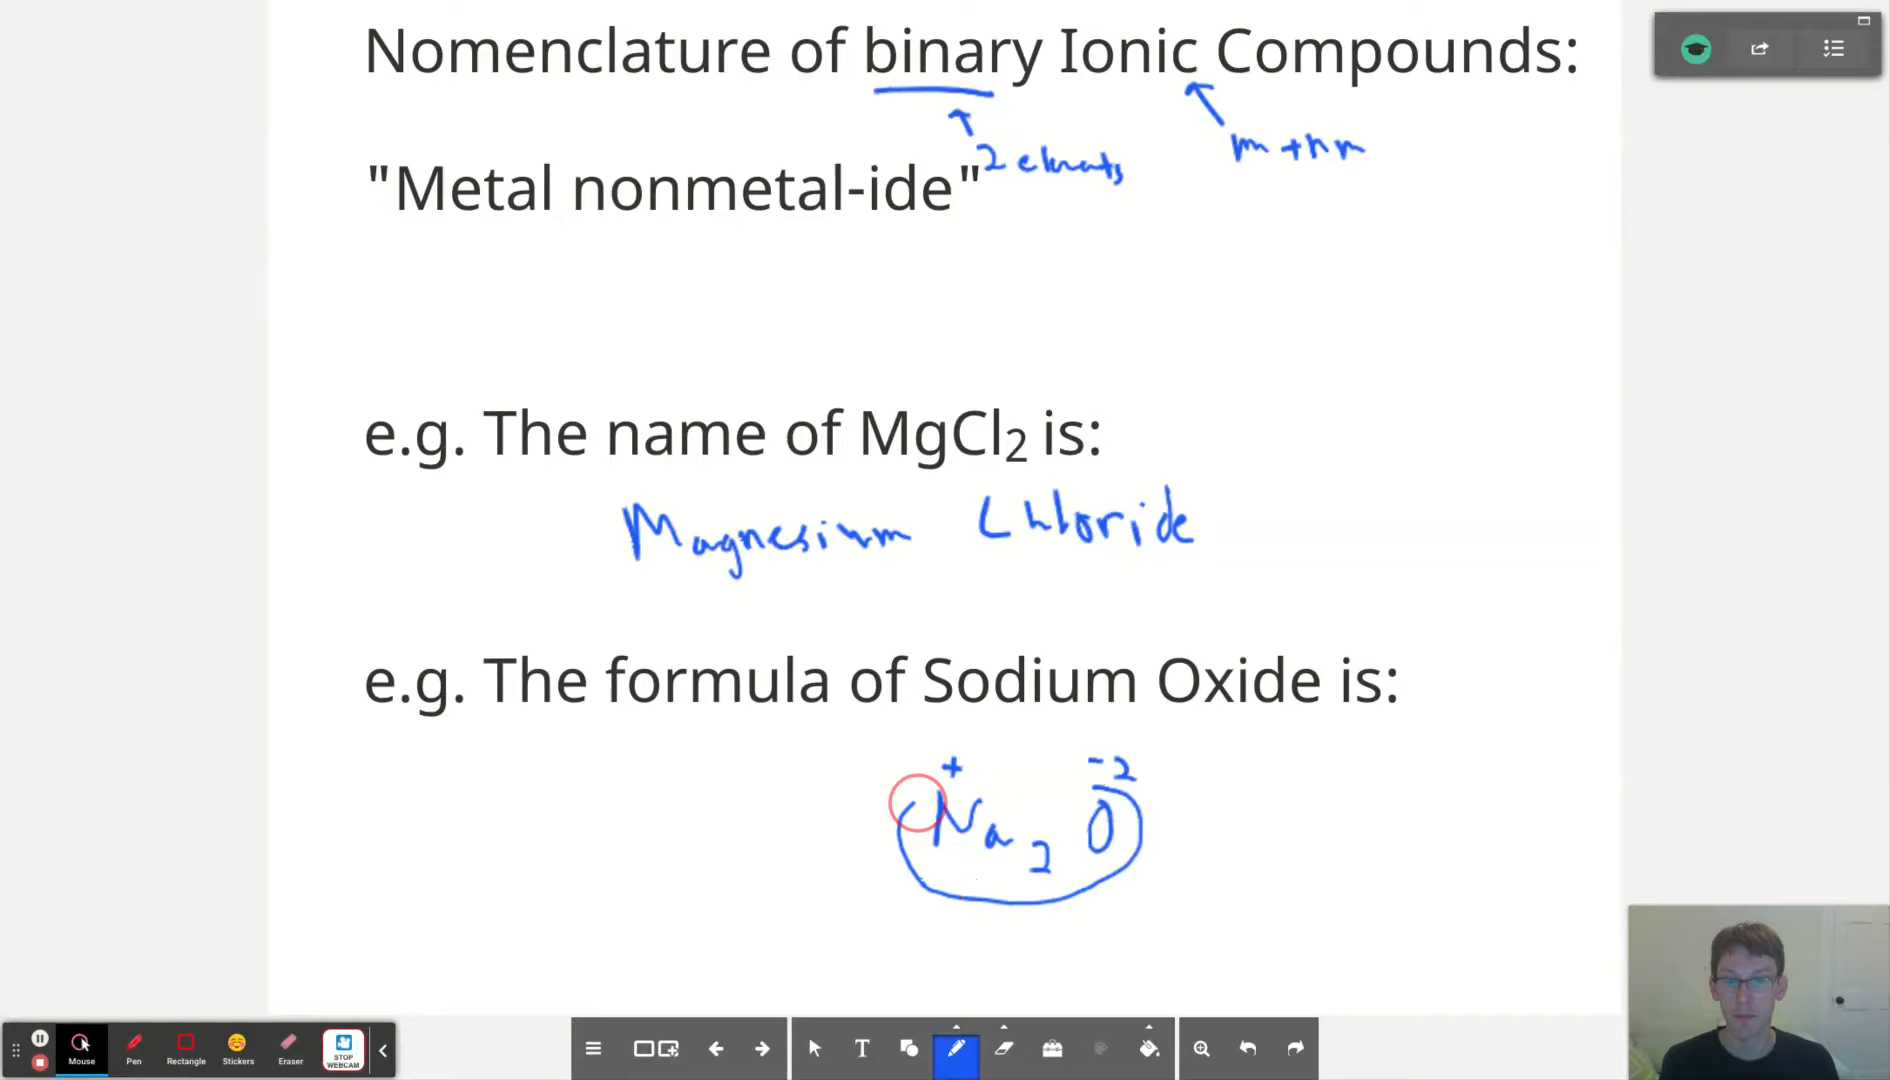 Nomenclature of binary Ionic Compounds:
m + nm
2 elements
"Metal nonmetal-ide"
e.g. The name of MgCl₂ is:
Magnesium Chloride
e.g. The formula of Sodium Oxide is:
+ -2
Na₂ O
Mouse
Pen
Rectangle
Stickers
Eraser
STOP
WEBCAM
T